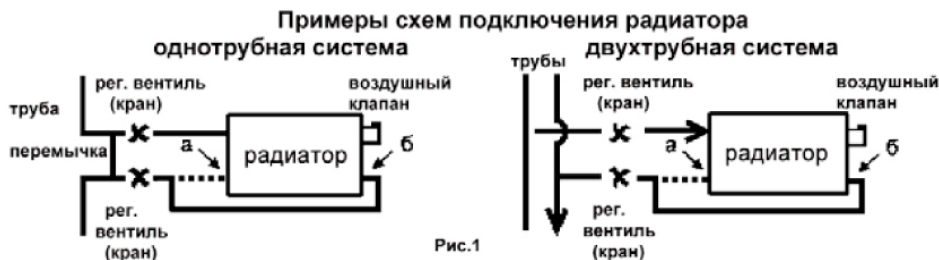 Примеры схем подключения радиатора
однотрубная система
двухтрубная система
труба
рег. вентиль
(кран)
воздушный
клапан
перемычка
а
радиатор
б
рег.
вентиль
(кран)
трубы
рег. вентиль
(кран)
воздушный
клапан
а
радиатор
б
рег.
вентиль
(кран)
Рис.1